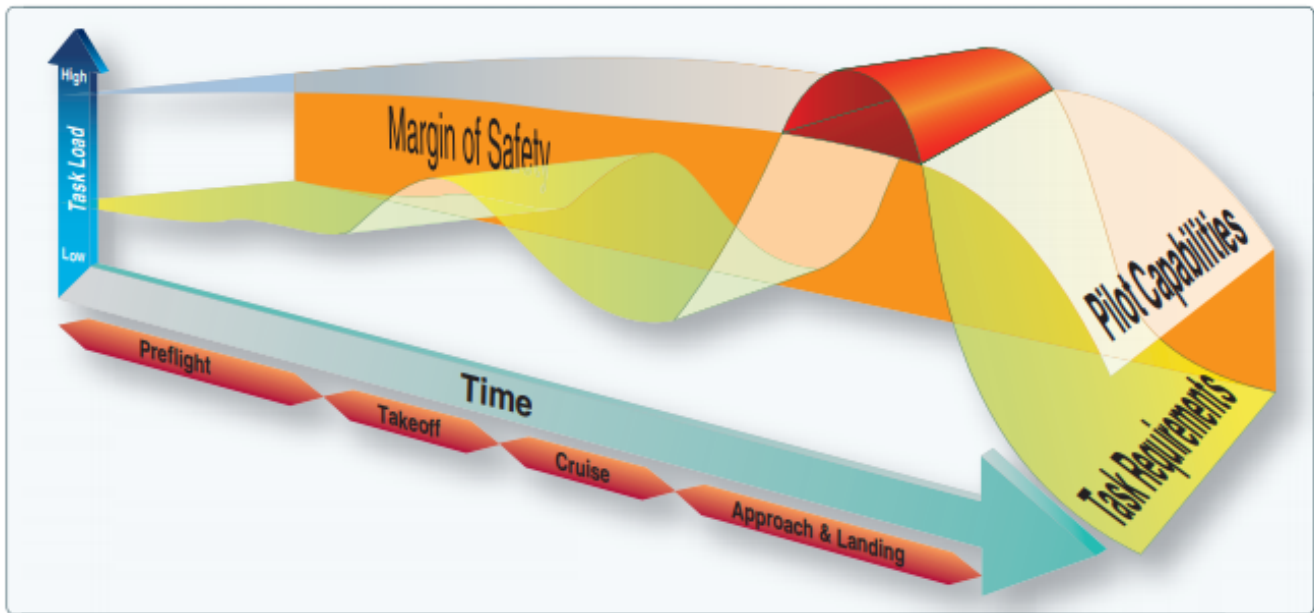 High
Task Load
Low
Margin of Safety
Pilot Capabilities
Task Requirements
Time
Preflight
Takeoff
Cruise
Approach & Landing